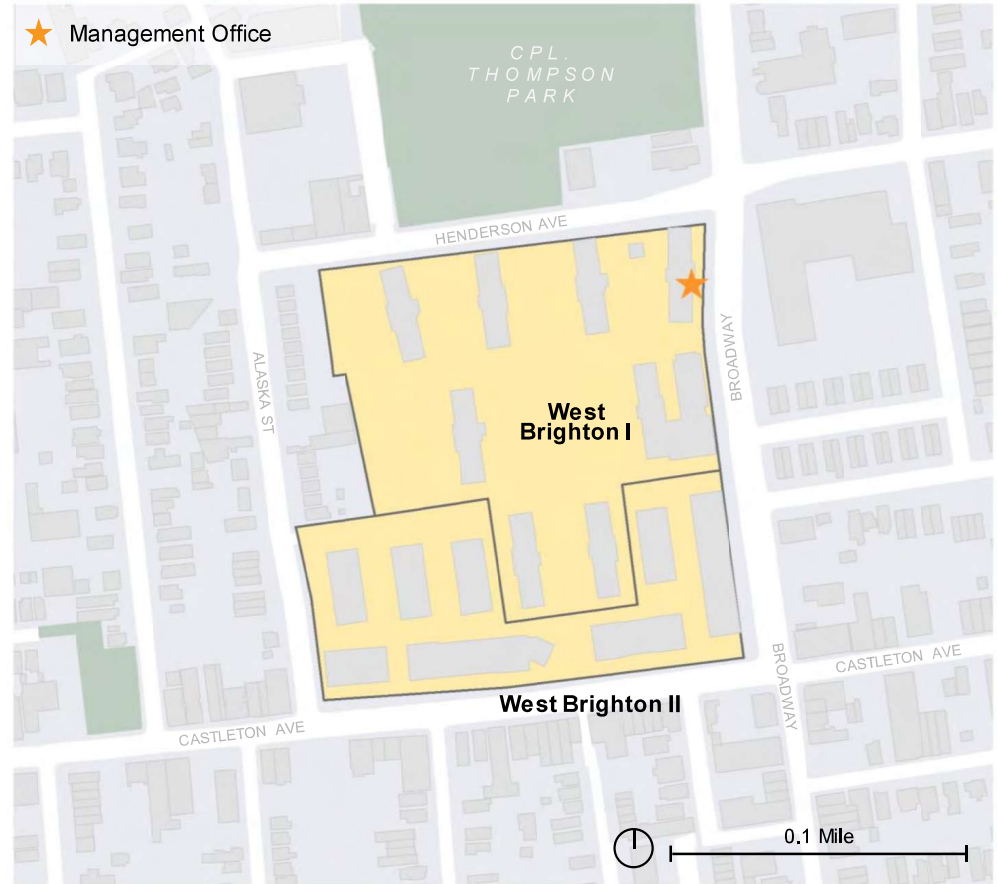 Management Office
CPL.
THOMPSON
PARK
HENDERSON AVE
ALASKA ST
BROADWAY
West
Brighton I
BROADWAY
CASTLETON AVE
West Brighton II
CASTLETON AVE
0.1 Mile